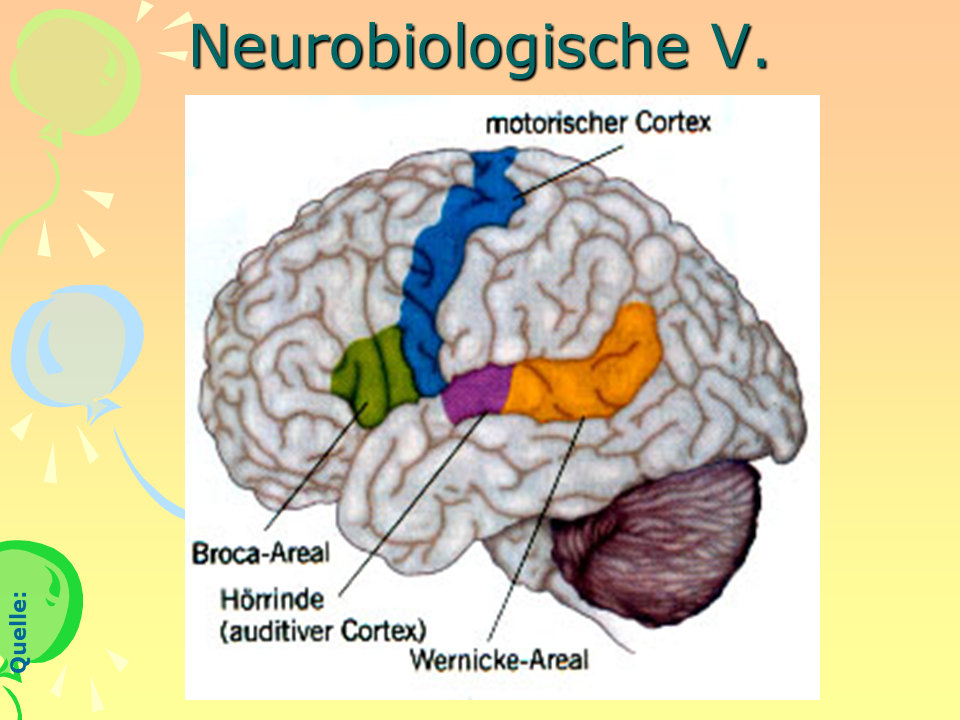 Neurobiologische V.
motorischer Cortex
Broca-Areal
Hörrinde
(auditiver Cortex)
Wernicke-Areal
Quelle: